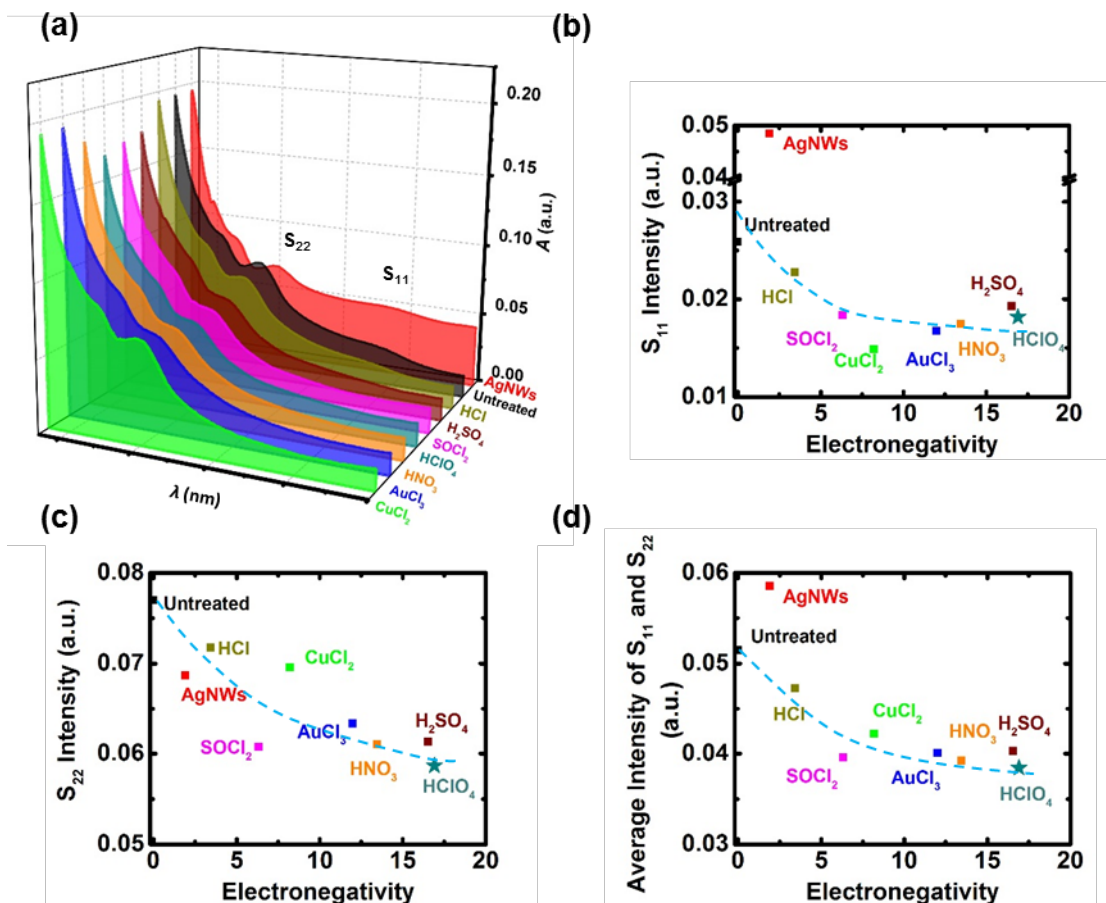 (a)
0.20
0.15
0.10
0.05
0.00
A (a.u.)
S₂₂
S₁₁
AgNWs
Untreated
HCl
H₂SO₄
SOCl₂
HClO₄
HNO₃
AuCl₃
CuCl₂
λ (nm)
(b)
S₁₁ Intensity (a.u.)
0.05
0.04
0.03
0.02
0.01
AgNWs
Untreated
HCl
SOCl₂
CuCl₂
AuCl₃
HNO₃
H₂SO₄
HClO₄
0 5 10 15 20
Electronegativity
(c)
S₂₂ Intensity (a.u.)
0.08
0.07
0.06
0.05
Untreated
HCl
AgNWs
CuCl₂
SOCl₂
AuCl₃
HNO₃
H₂SO₄
HClO₄
0 5 10 15 20
Electronegativity
(d)
Average Intensity of S₁₁ and S₂₂
(a.u.)
0.06
0.05
0.04
0.03
AgNWs
Untreated
HCl
CuCl₂
SOCl₂
AuCl₃
HNO₃
H₂SO₄
HClO₄
0 5 10 15 20
Electronegativity